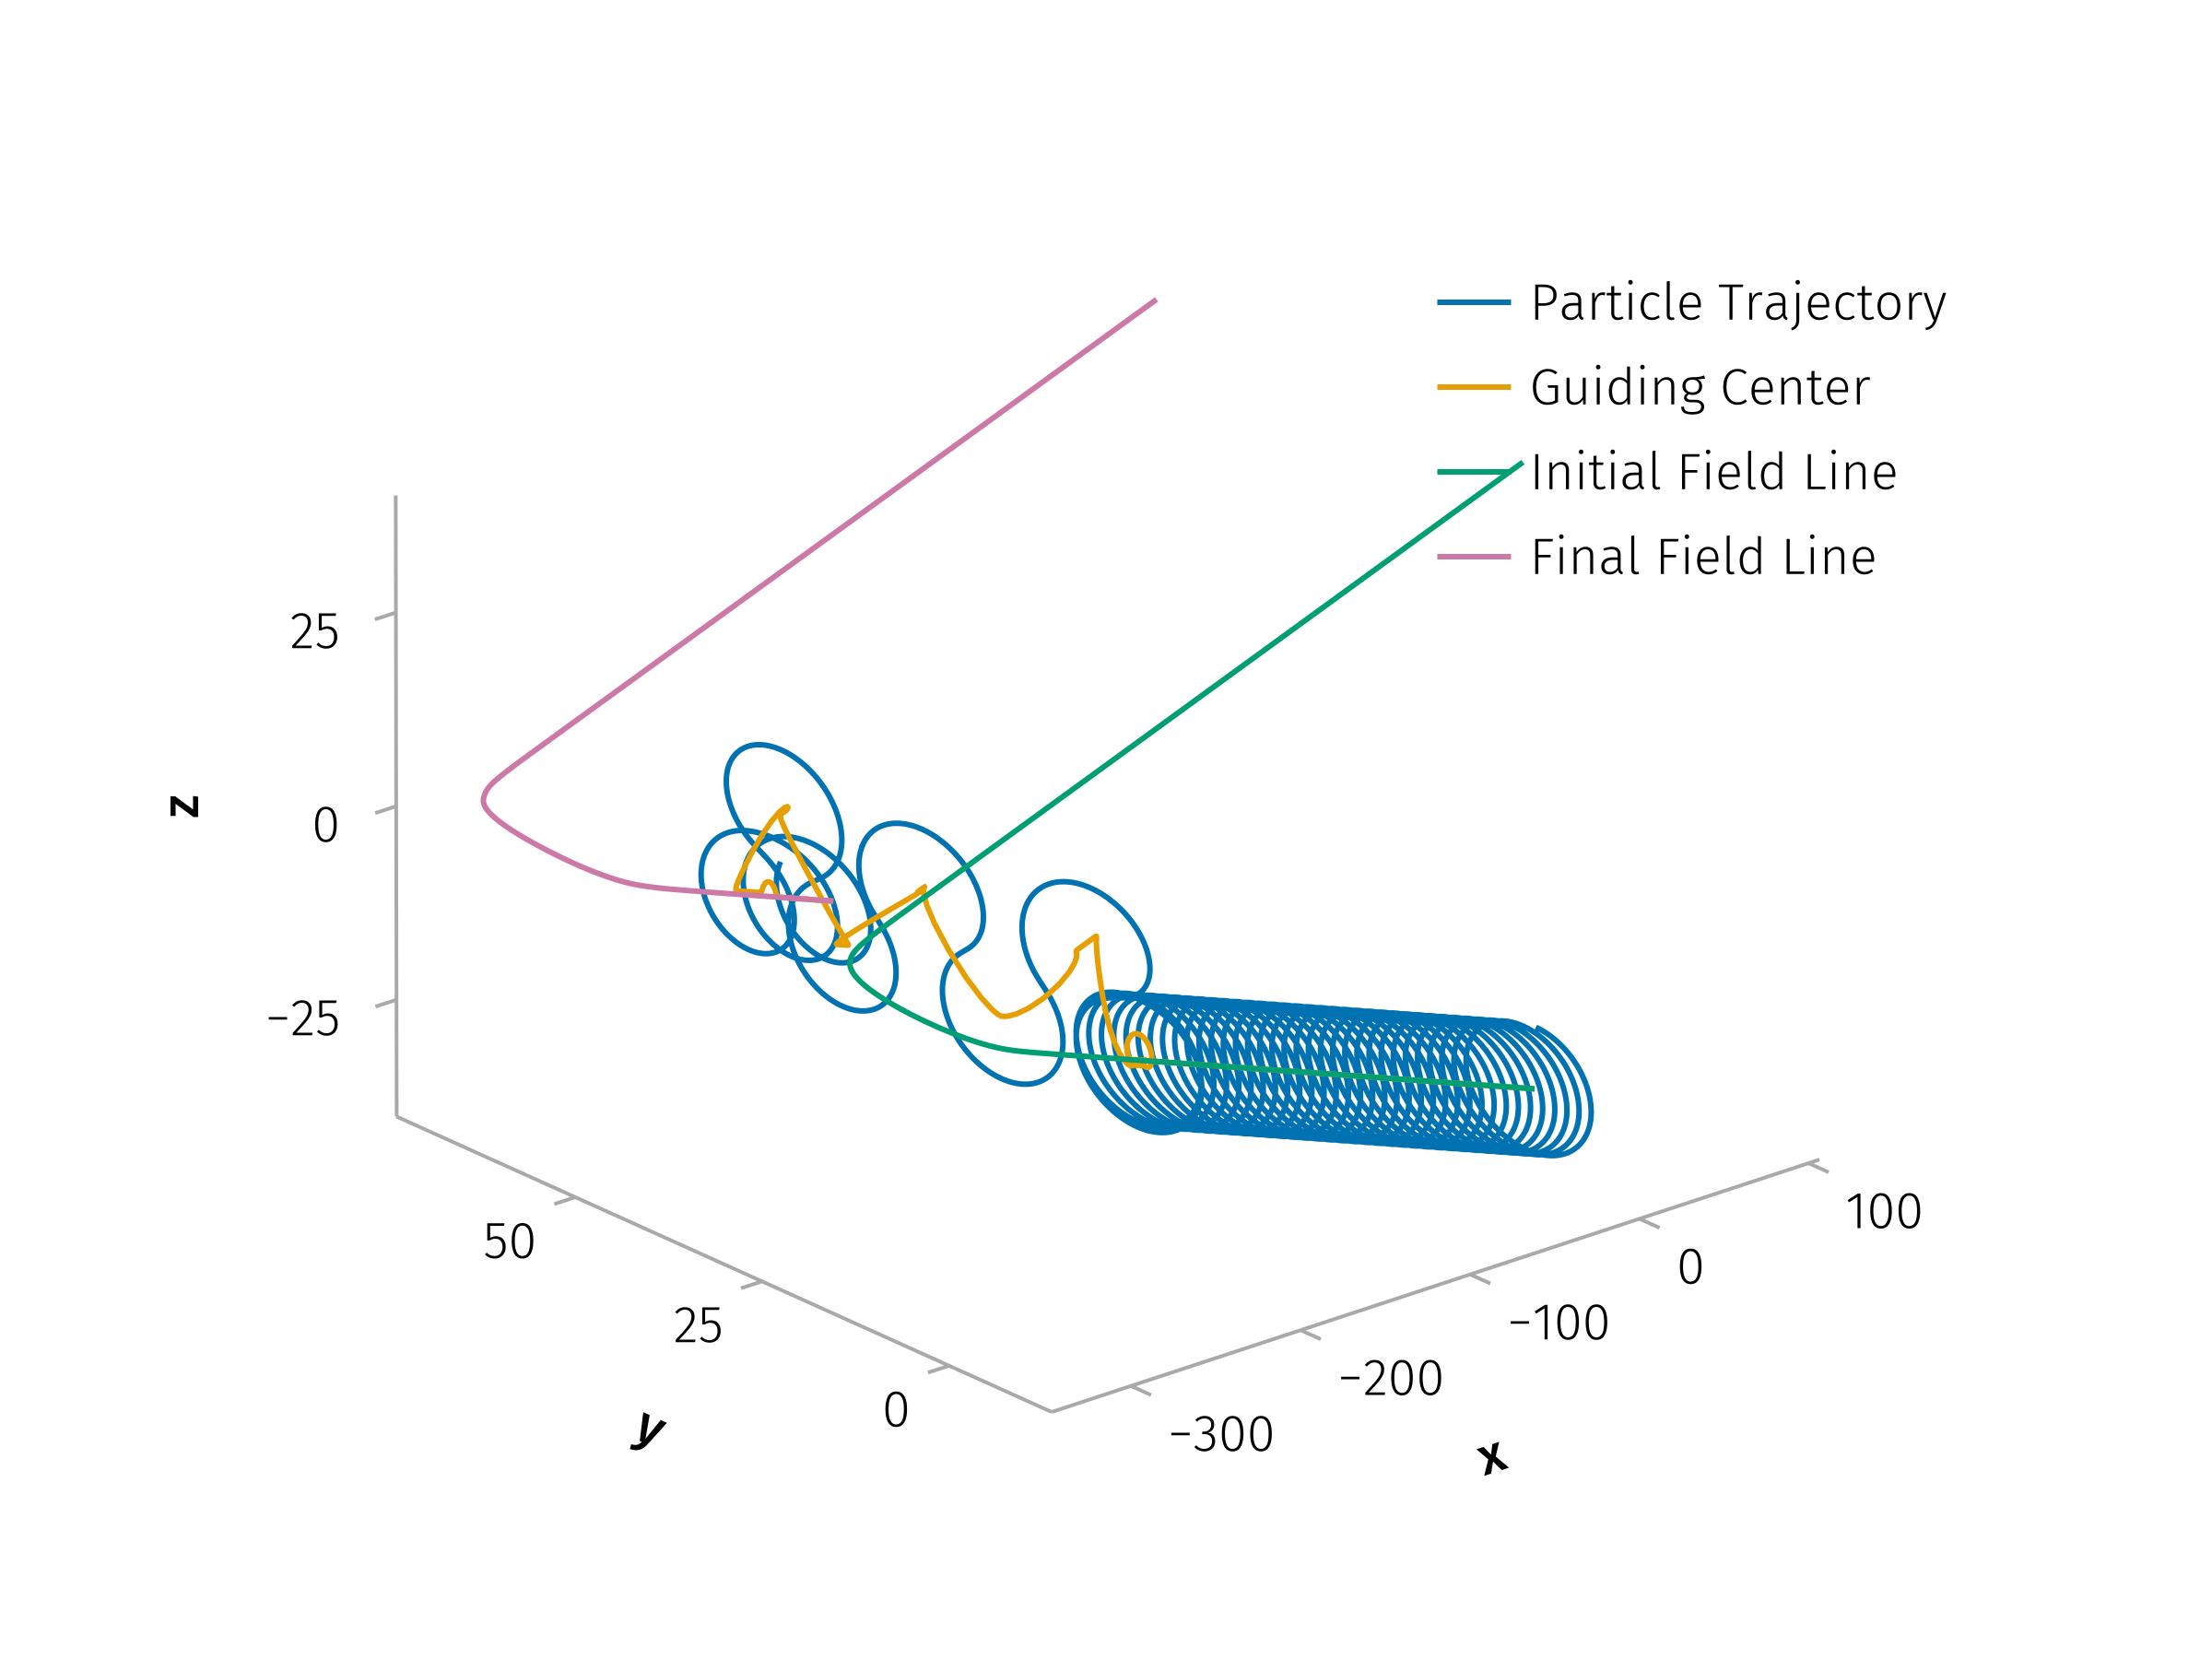 Particle Trajectory
Guiding Center
Initial Field Line
Final Field Line
25
0
−25
z
50
25
0
y
100
0
−100
−200
−300
x